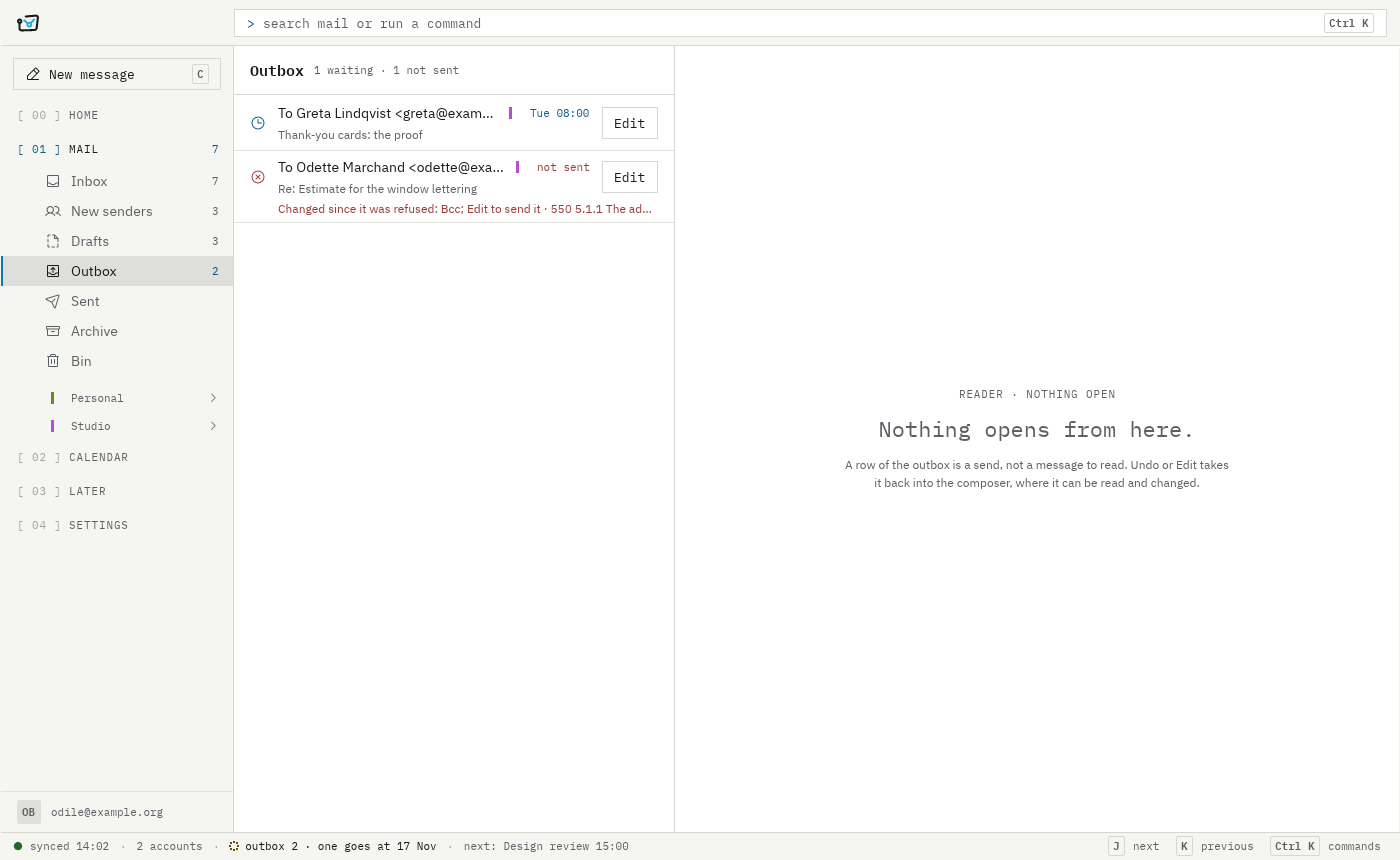 > search mail or run a command Ctrl K
New message C
[ 00 ] HOME
[ 01 ] MAIL 7
Inbox 7
New senders 3
Drafts 3
Outbox 2
Sent
Archive
Bin
Personal
Studio
[ 02 ] CALENDAR
[ 03 ] LATER
[ 04 ] SETTINGS
OB odile@example.org
Outbox 1 waiting · 1 not sent
To Greta Lindqvist <greta@exam… Tue 08:00
Thank-you cards: the proof
Edit
To Odette Marchand <odette@exa… not sent
Re: Estimate for the window lettering
Edit
Changed since it was refused: Bcc; Edit to send it · 550 5.1.1 The ad…
READER · NOTHING OPEN
Nothing opens from here.
A row of the outbox is a send, not a message to read. Undo or Edit takes
it back into the composer, where it can be read and changed.
synced 14:02 · 2 accounts · outbox 2 · one goes at 17 Nov · next: Design review 15:00
J next K previous Ctrl K commands